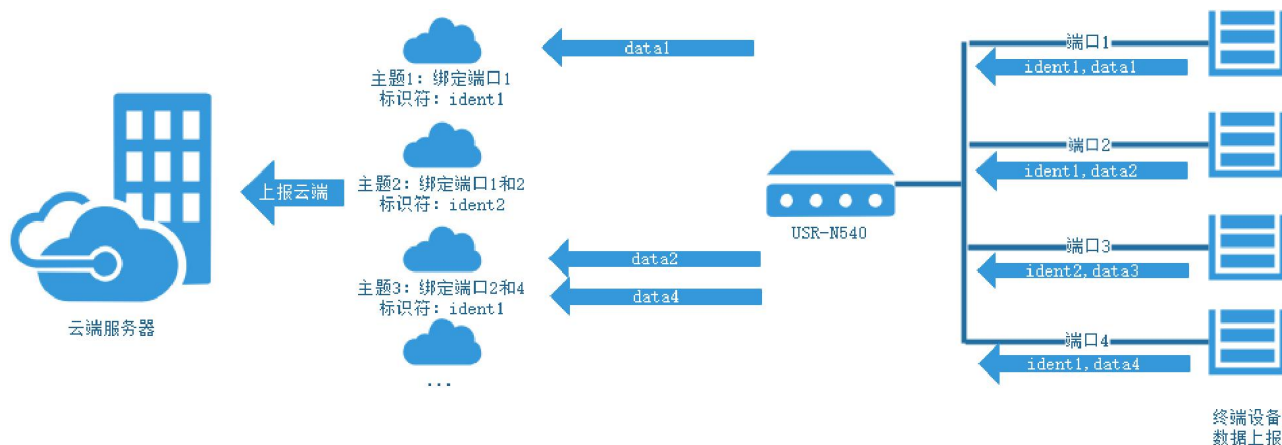 data1
主题1: 绑定端口1
标识符: ident1
上报云端
主题2: 绑定端口1和2
标识符: ident2
data2
主题3: 绑定端口2和4
标识符: ident1
data4
...
云端服务器
USR-N540
端口1
ident1,data1
端口2
ident1,data2
端口3
ident2,data3
端口4
ident1,data4
终端设备
数据上报